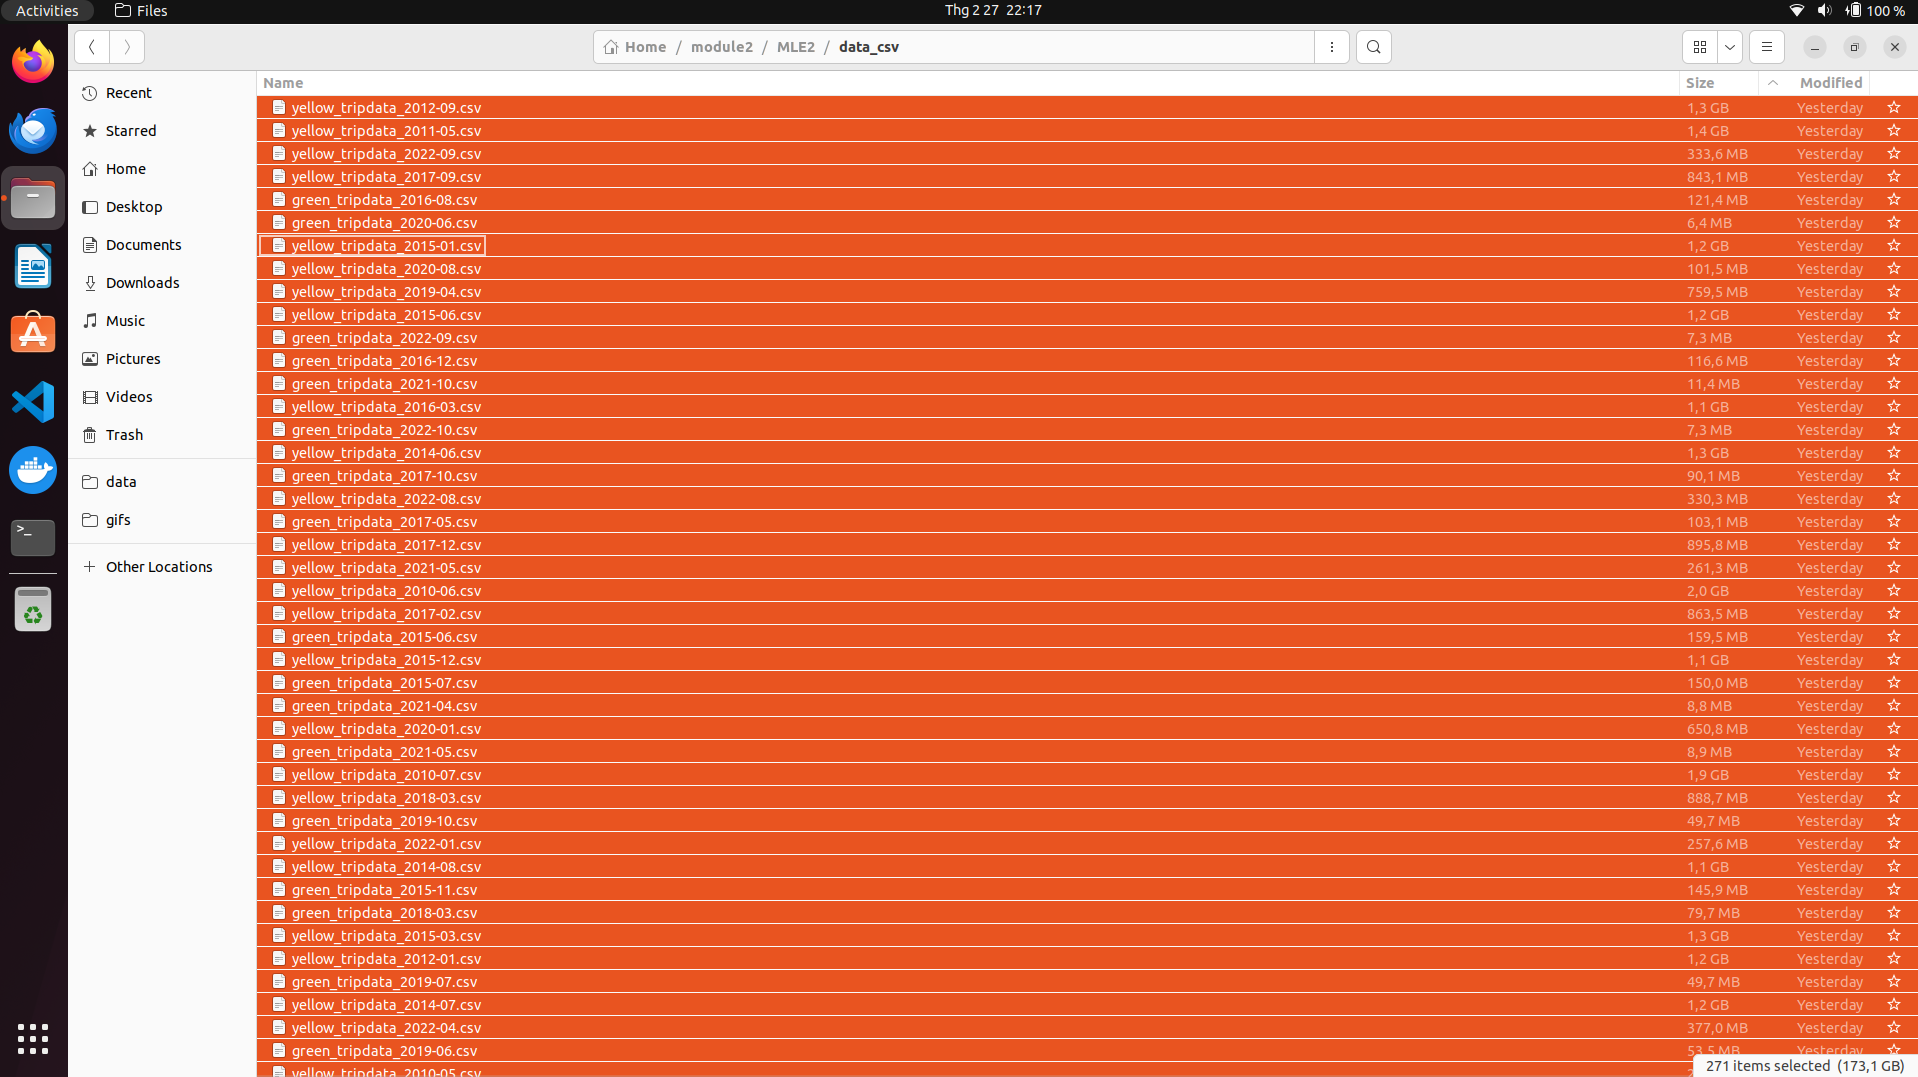 Activities Files Thg 2 27 22:17 100 %
Home / module2 / MLE2 / data_csv
Name Size Modified
Recent
Starred
Home
Desktop
Documents
Downloads
Music
Pictures
Videos
Trash
data
gifs
Other Locations
yellow_tripdata_2012-09.csv 1,3 GB Yesterday
yellow_tripdata_2011-05.csv 1,4 GB Yesterday
yellow_tripdata_2022-09.csv 333,6 MB Yesterday
yellow_tripdata_2017-09.csv 843,1 MB Yesterday
green_tripdata_2016-08.csv 121,4 MB Yesterday
green_tripdata_2020-06.csv 6,4 MB Yesterday
yellow_tripdata_2015-01.csv 1,2 GB Yesterday
yellow_tripdata_2020-08.csv 101,5 MB Yesterday
yellow_tripdata_2019-04.csv 759,5 MB Yesterday
yellow_tripdata_2015-06.csv 1,2 GB Yesterday
green_tripdata_2022-09.csv 7,3 MB Yesterday
green_tripdata_2016-12.csv 116,6 MB Yesterday
green_tripdata_2021-10.csv 11,4 MB Yesterday
yellow_tripdata_2016-03.csv 1,1 GB Yesterday
green_tripdata_2022-10.csv 7,3 MB Yesterday
yellow_tripdata_2014-06.csv 1,3 GB Yesterday
green_tripdata_2017-10.csv 90,1 MB Yesterday
yellow_tripdata_2022-08.csv 330,3 MB Yesterday
green_tripdata_2017-05.csv 103,1 MB Yesterday
yellow_tripdata_2017-12.csv 895,8 MB Yesterday
yellow_tripdata_2021-05.csv 261,3 MB Yesterday
yellow_tripdata_2010-06.csv 2,0 GB Yesterday
yellow_tripdata_2017-02.csv 863,5 MB Yesterday
green_tripdata_2015-06.csv 159,5 MB Yesterday
yellow_tripdata_2015-12.csv 1,1 GB Yesterday
green_tripdata_2015-07.csv 150,0 MB Yesterday
green_tripdata_2021-04.csv 8,8 MB Yesterday
yellow_tripdata_2020-01.csv 650,8 MB Yesterday
green_tripdata_2021-05.csv 8,9 MB Yesterday
yellow_tripdata_2010-07.csv 1,9 GB Yesterday
yellow_tripdata_2018-03.csv 888,7 MB Yesterday
green_tripdata_2019-10.csv 49,7 MB Yesterday
yellow_tripdata_2022-01.csv 257,6 MB Yesterday
yellow_tripdata_2014-08.csv 1,1 GB Yesterday
green_tripdata_2015-11.csv 145,9 MB Yesterday
green_tripdata_2018-03.csv 79,7 MB Yesterday
yellow_tripdata_2015-03.csv 1,3 GB Yesterday
yellow_tripdata_2012-01.csv 1,2 GB Yesterday
green_tripdata_2019-07.csv 49,7 MB Yesterday
yellow_tripdata_2014-07.csv 1,2 GB Yesterday
yellow_tripdata_2022-04.csv 377,0 MB Yesterday
green_tripdata_2019-06.csv 53,5 MB Yesterday
yellow_tripdata_2010-05.csv
271 items selected (173,1 GB)